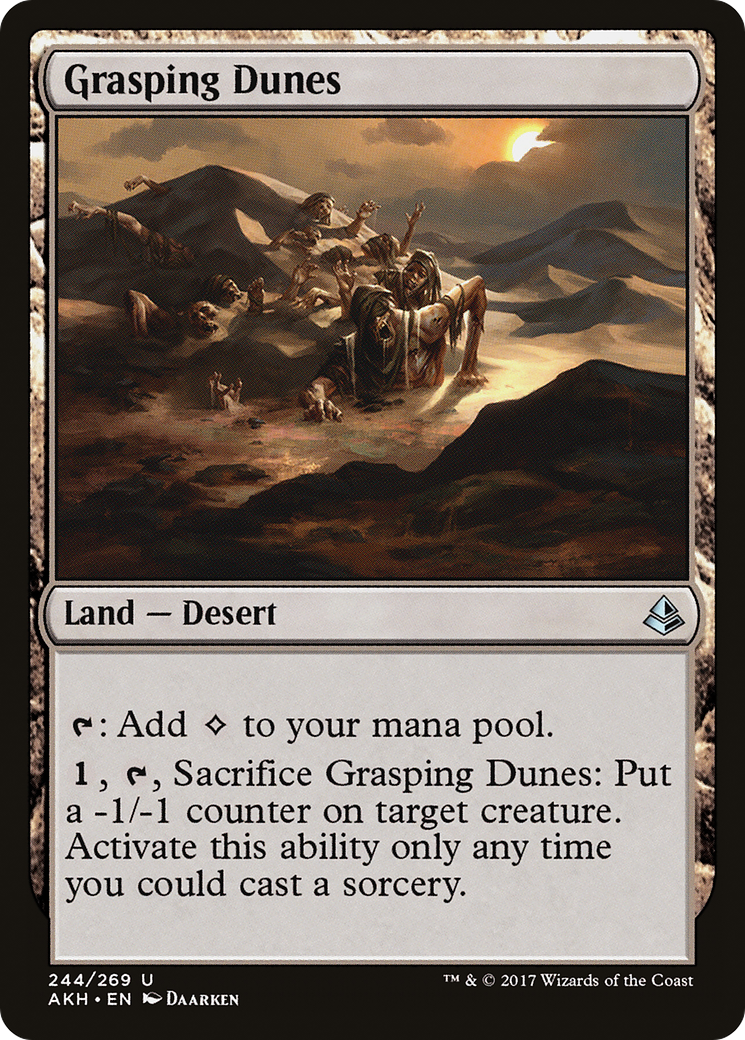 Grasping Dunes
Land — Desert
: Add to your mana pool.
1, , Sacrifice Grasping Dunes: Put
a -1/-1 counter on target creature.
Activate this ability only any time
you could cast a sorcery.
244/269 U
™ & © 2017 Wizards of the Coast
AKH • EN DAARKEN